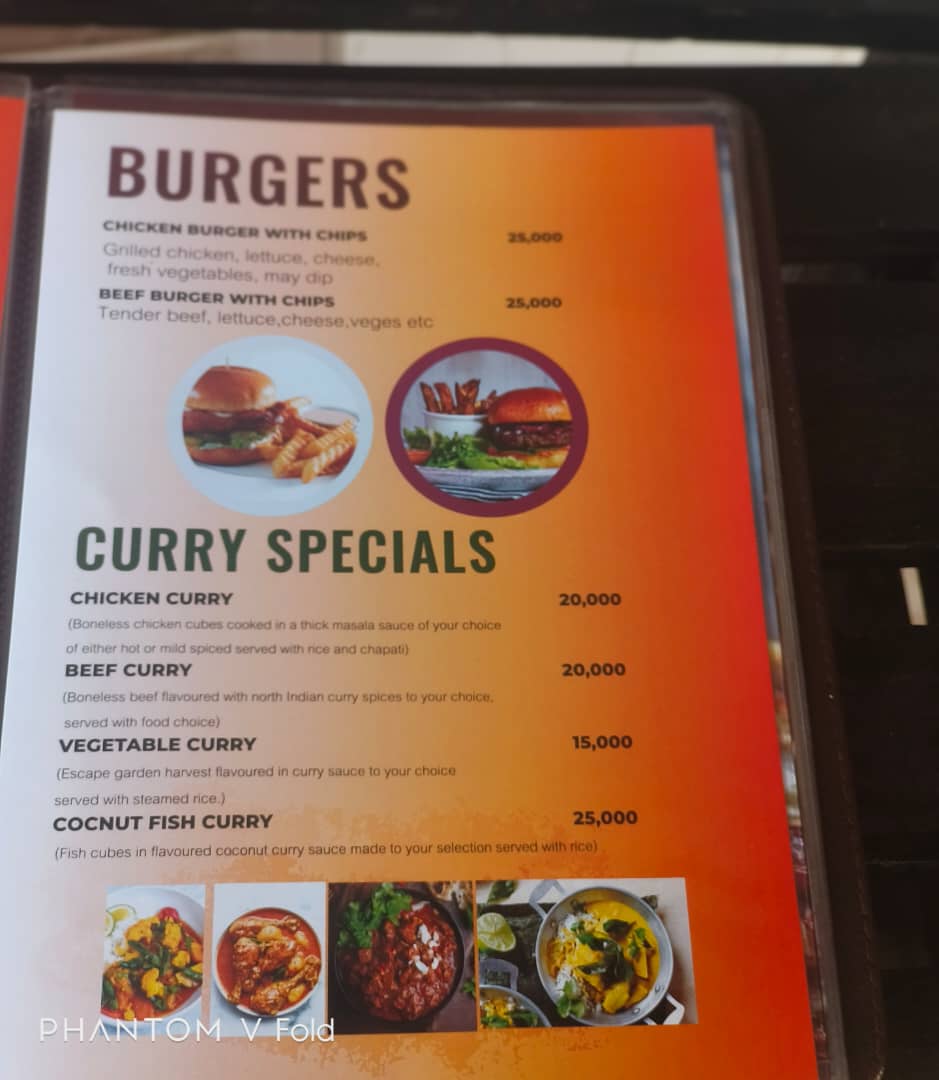 BURGERS
CHICKEN BURGER WITH CHIPS 25,000
Grilled chicken, lettuce, cheese,
fresh vegetables, may dip
BEEF BURGER WITH CHIPS 25,000
Tender beef, lettuce,cheese,veges etc
CURRY SPECIALS
CHICKEN CURRY 20,000
(Boneless chicken cubes cooked in a thick masala sauce of your choice
of either hot or mild spiced served with rice and chapati)
BEEF CURRY 20,000
(Boneless beef flavoured with north Indian curry spices to your choice,
served with food choice)
VEGETABLE CURRY 15,000
(Escape garden harvest flavoured in curry sauce to your choice
served with steamed rice.)
COCNUT FISH CURRY 25,000
(Fish cubes in flavoured coconut curry sauce made to your selection served with rice)
PHANTOM V Fold